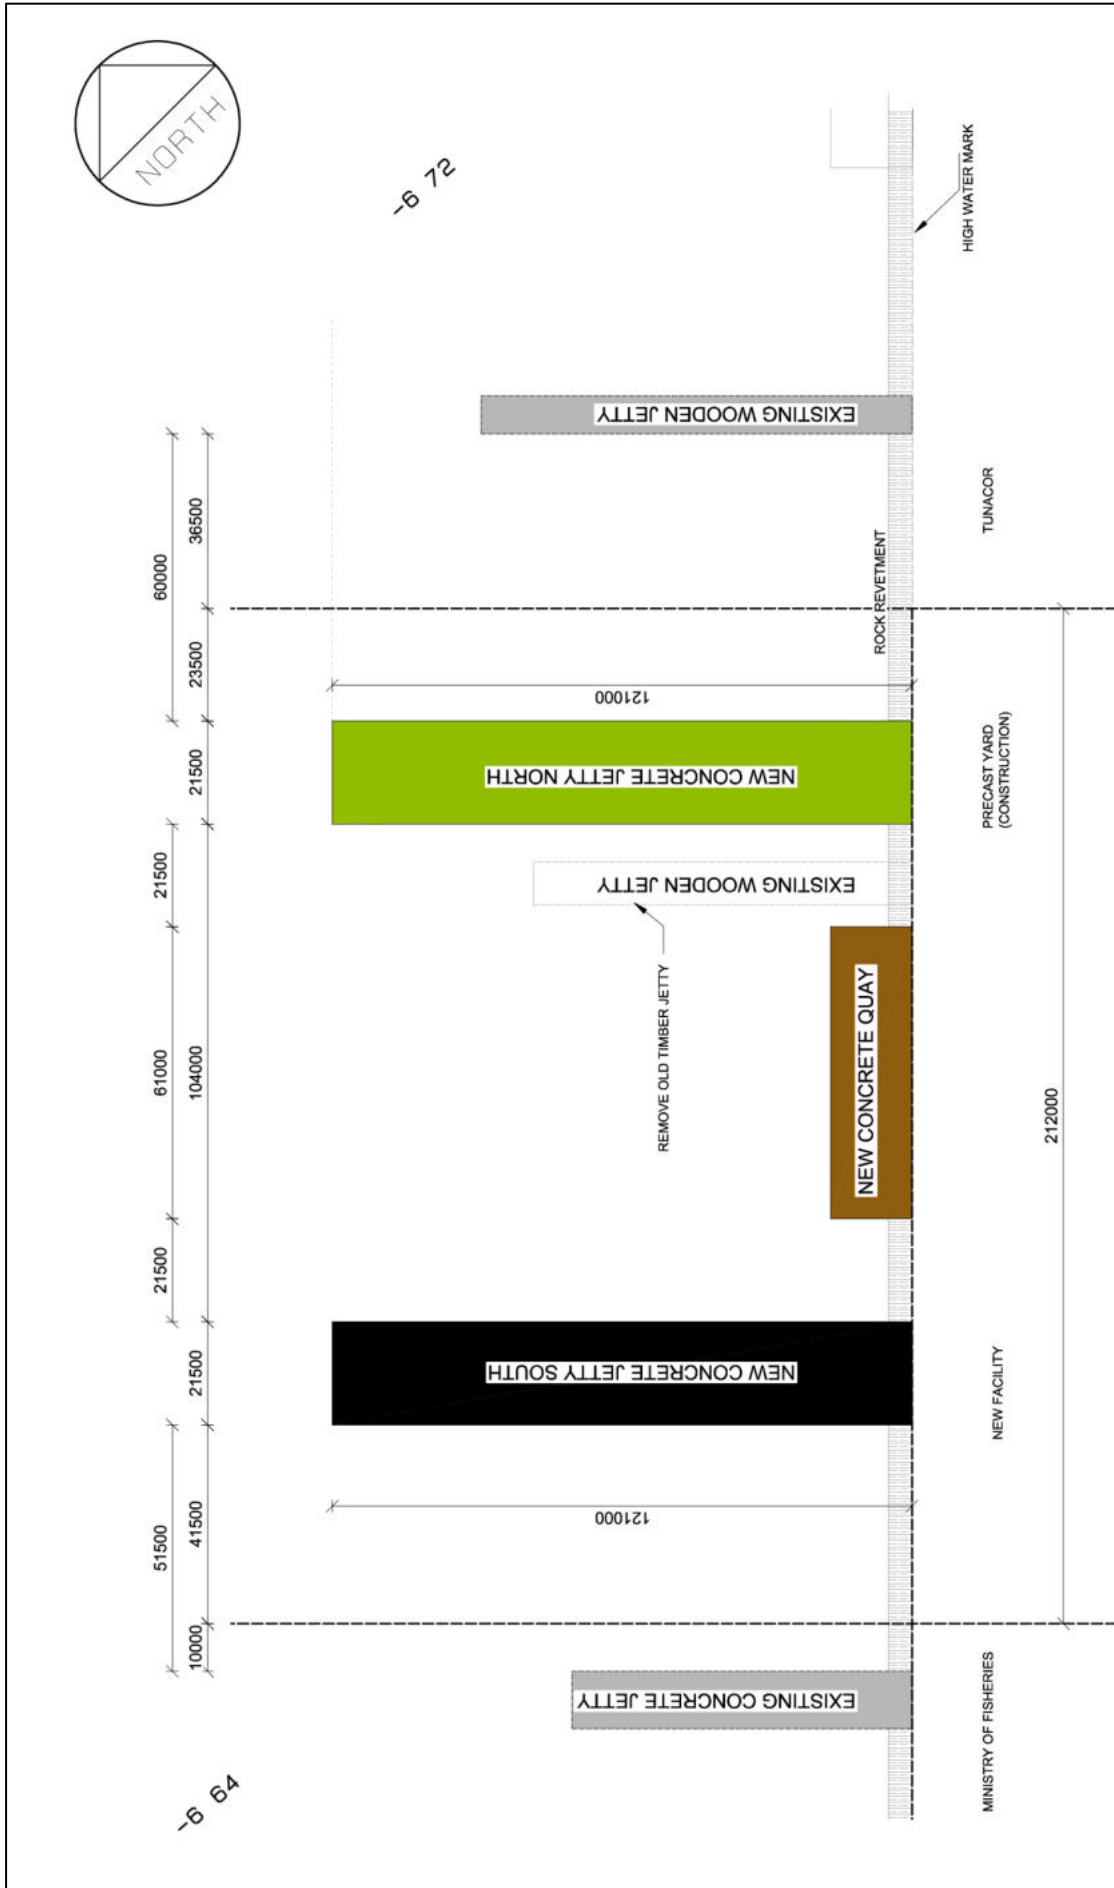 NORTH
-6 72
HIGH WATER MARK
EXISTING WOODEN JETTY
TUNACOR
60000
36500
ROCK REVETMENT
23500
121000
NEW CONCRETE JETTY NORTH
21500
PRECAST YARD
(CONSTRUCTION)
21500
EXISTING WOODEN JETTY
REMOVE OLD TIMBER JETTY
61000
104000
NEW CONCRETE QUAY
212000
21500
21500
NEW CONCRETE JETTY SOUTH
NEW FACILITY
51500
41500
121000
10000
EXISTING CONCRETE JETTY
MINISTRY OF FISHERIES
-6 64